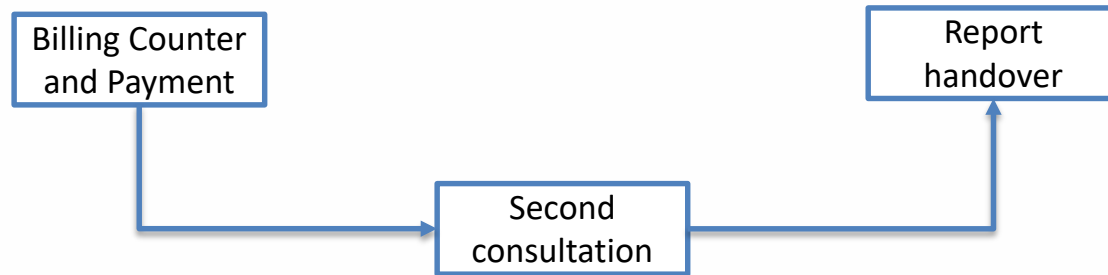 Billing Counter
and Payment
Report
handover
Second
consultation